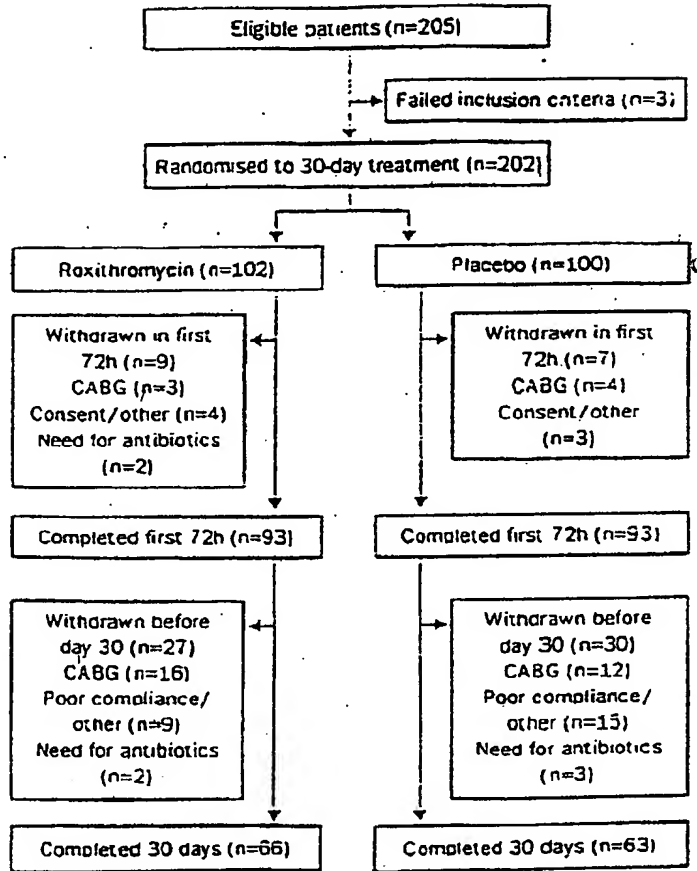 Eligible patients (n=205)
Failed inclusion criteria (n=3)
Randomised to 30-day treatment (n=202)
Roxithromycin (n=102)
Placebo (n=100)
Withdrawn in first
72h (n=9)
CABG (n=3)
Consent/other (n=4)
Need for antibiotics
(n=2)
Withdrawn in first
72h. (n=7)
CABG (n=4)
Consent/other
(n=3)
Completed first 72h (n=93)
Completed first 72h (n=93)
Withdrawn before
day 30 (n=27)
CABG (n=16)
Poor compliance/
other (n=9)
Need for antibiotics
(n=2)
Withdrawn before
day 30 (n=30)
CABG (n=12)
Poor compliance/
other (n=15)
Need for antibiotics
(n=3)
Completed 30 days (n=66)
Completed 30 days (n=63)